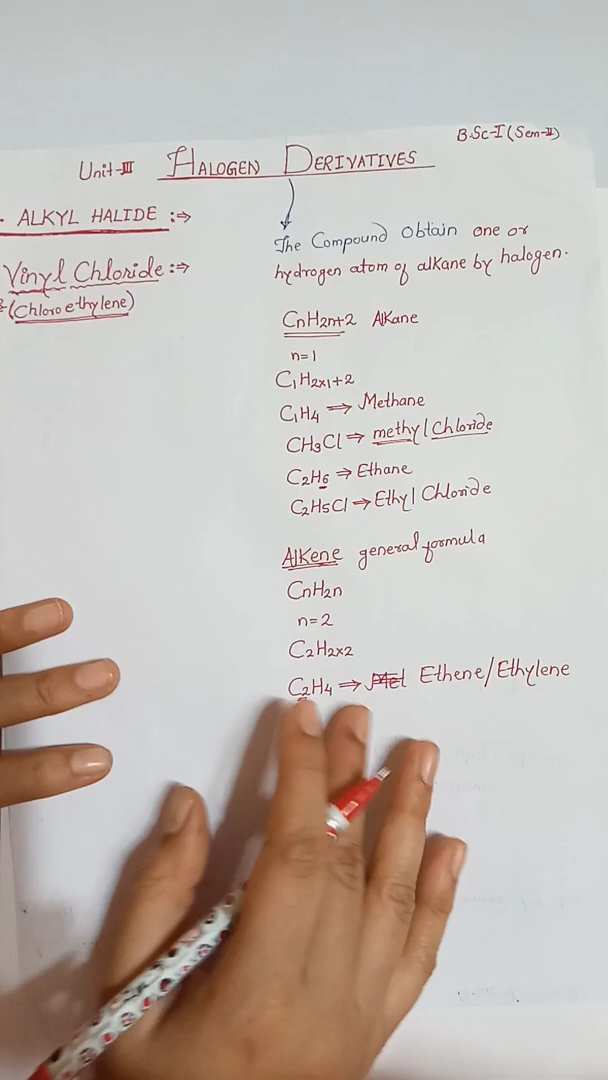 B.Sc-I (Sem-II)
Unit-III HALOGEN DERIVATIVES
. ALKYL HALIDE :⇒
Vinyl Chloride :⇒
(Chloroethylene)
The Compound Obtain one or
hydrogen atom of alkane by halogen.
CnH2n+2 Alkane
n=1
C1H2x1+2
C1H4 ⇒ Methane
CH3Cl ⇒ methyl Chloride
C2H6 ⇒ Ethane
C2H5Cl → Ethyl Chloride
Alkene general formula
CnH2n
n=2
C2H2x2
C2H4 ⇒ Ethene/Ethylene